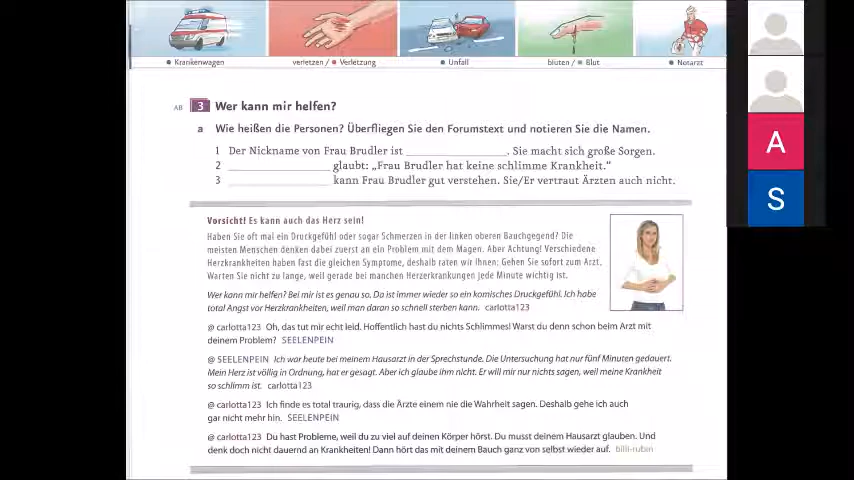 Krankenwagen verletzen / Verletzung Unfall bluten / Blut Notarzt
AB 3 Wer kann mir helfen?
a Wie heißen die Personen? Überfliegen Sie den Forumstext und notieren Sie die Namen.
1 Der Nickname von Frau Brudler ist ____________. Sie macht sich große Sorgen.
2 ____________ glaubt: „Frau Brudler hat keine schlimme Krankheit.“
3 ____________ kann Frau Brudler gut verstehen. Sie/Er vertraut Ärzten auch nicht.
Vorsicht! Es kann auch das Herz sein!
Haben Sie oft mal ein Druckgefühl oder sogar Schmerzen in der linken oberen Bauchgegend? Die
meisten Menschen denken dabei zuerst an ein Problem mit dem Magen. Aber Achtung! Verschiedene
Herzkrankheiten haben fast die gleichen Symptome, deshalb raten wir Ihnen: Gehen Sie sofort zum Arzt.
Warten Sie nicht zu lange, weil gerade bei manchen Herzerkrankungen jede Minute wichtig ist.
Wer kann mir helfen? Bei mir ist es genau so. Da ist immer wieder so ein komisches Druckgefühl. Ich habe
total Angst vor Herzkrankheiten, weil man daran so schnell sterben kann. carlotta123
@ carlotta123 Oh, das tut mir echt leid. Hoffentlich hast du nichts Schlimmes! Warst du denn schon beim Arzt mit
deinem Problem? SEELENPEIN
@ SEELENPEIN Ich war heute bei meinem Hausarzt in der Sprechstunde. Die Untersuchung hat nur fünf Minuten gedauert.
Mein Herz ist völlig in Ordnung, hat er gesagt. Aber ich glaube ihm nicht. Er will mir nur nichts sagen, weil meine Krankheit
so schlimm ist. carlotta123
@ carlotta123 Ich finde es total traurig, dass die Ärzte einem nie die Wahrheit sagen. Deshalb gehe ich auch
gar nicht mehr hin. SEELENPEIN
@ carlotta123 Du hast Probleme, weil du zu viel auf deinen Körper hörst. Du musst deinem Hausarzt glauben. Und
denk doch nicht dauernd an Krankheiten! Dann hört das mit deinem Bauch ganz von selbst wieder auf. billi-rubin
A
S